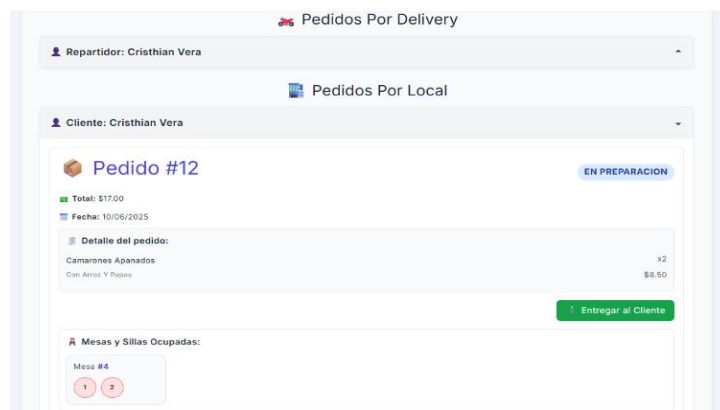 Pedidos Por Delivery
Repartidor: Cristhian Vera
Pedidos Por Local
Cliente: Cristhian Vera
Pedido #12
EN PREPARACION
Total: $17.00
Fecha: 10/06/2025
Detalle del pedido:
Camarones Apanados x2
Con Arroz Y Papas $8.50
Entregar al Cliente
Mesas y Sillas Ocupadas:
Mesa #4
1 2